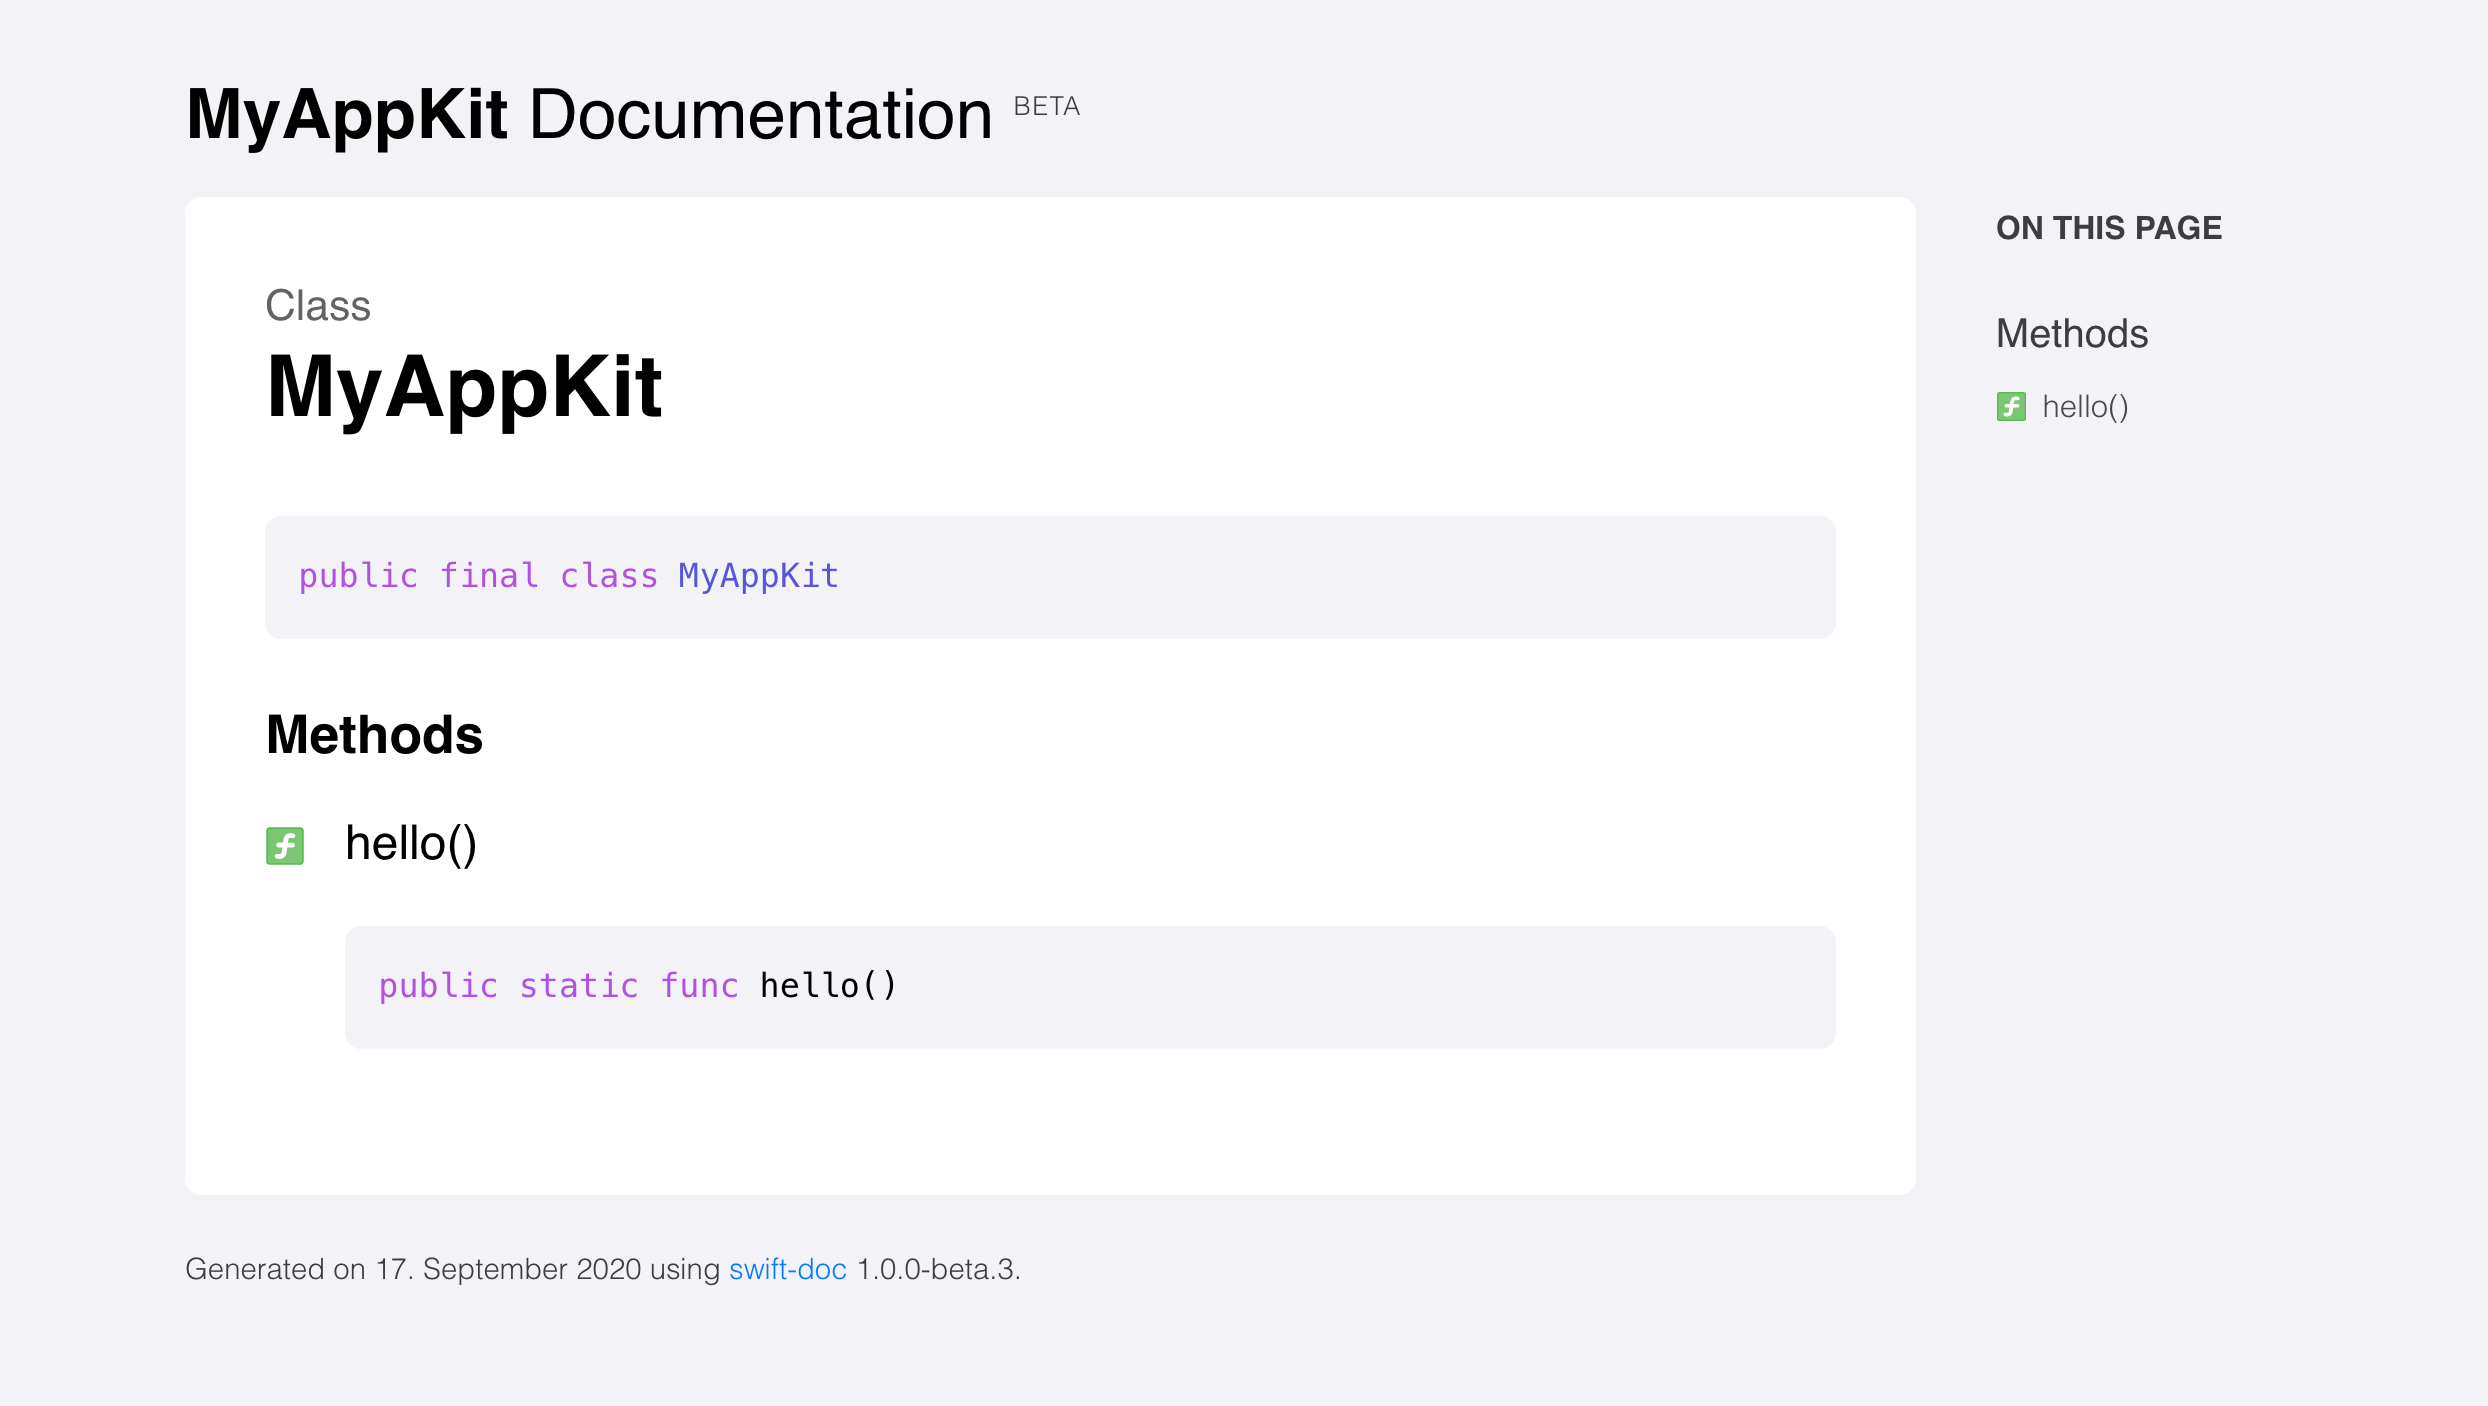 MyAppKit Documentation BETA
Class
MyAppKit
public final class MyAppKit
Methods
hello()
public static func hello()
ON THIS PAGE
Methods
hello()
Generated on 17. September 2020 using swift-doc 1.0.0-beta.3.